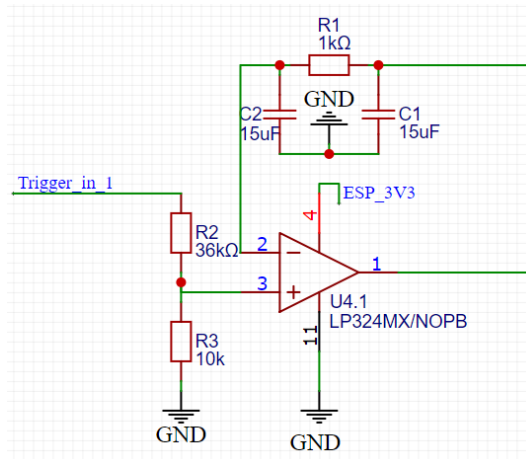 R1
1kΩ
GND
C2
15uF
C1
15uF
Trigger_in_1
ESP_3V3
4
R2
36kΩ
2
3
1
U4.1
LP324MX/NOPB
11
R3
10k
GND
GND